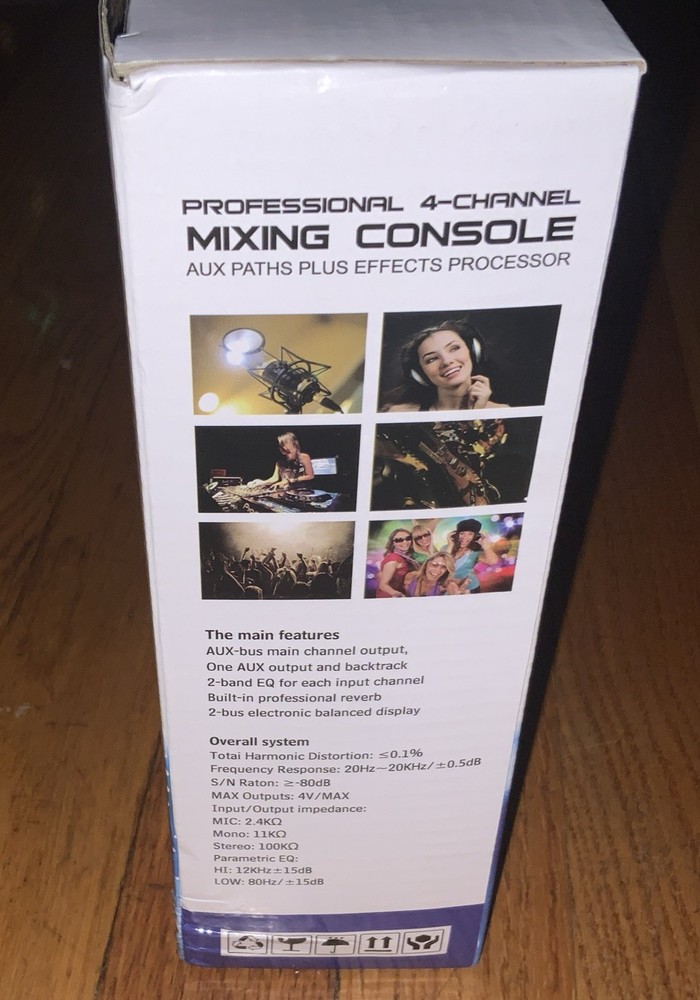 PROFESSIONAL 4-CHANNEL
MIXING CONSOLE
AUX PATHS PLUS EFFECTS PROCESSOR
The main features
AUX-bus main channel output,
One AUX output and backtrack
2-band EQ for each input channel
Built-in professional reverb
2-bus electronic balanced display
Overall system
Totai Harmonic Distortion: ≤0.1%
Frequency Response: 20Hz~20KHz/±0.5dB
S/N Raton: ≥-80dB
MAX Outputs: 4V/MAX
Input/Output impedance:
MIC: 2.4KΩ
Mono: 11KΩ
Stereo: 100KΩ
Parametric EQ:
HI: 12KHz±15dB
LOW: 80Hz/±15dB